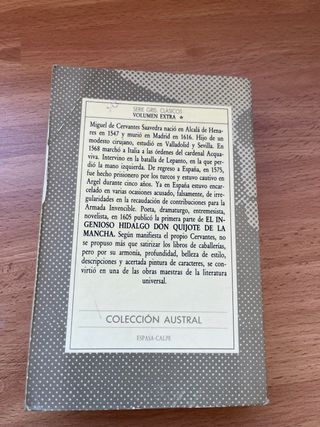 SERIE GRIS: CLÁSICOS
VOLUMEN EXTRA ★
Miguel de Cervantes Saavedra nació en Alcalá de Hena-
res en 1547 y murió en Madrid en 1616. Hijo de un
modesto cirujano, estudió en Valladolid y Sevilla. En
1568 marchó a Italia a las órdenes del cardenal Acqua-
viva. Intervino en la batalla de Lepanto, en la que per-
dió la mano izquierda. De regreso a España, en 1575,
fue hecho prisionero por los turcos y estuvo cautivo en
Argel durante cinco años. Ya en España estuvo encar-
celado en varias ocasiones acusado, falsamente, de irre-
gularidades en la recaudación de contribuciones para la
Armada Invencible. Poeta, dramaturgo, entremesista,
novelista, en 1605 publicó la primera parte de EL IN-
GENIOSO HIDALGO DON QUIJOTE DE LA
MANCHA. Según manifiesta el propio Cervantes, no
se propuso más que satirizar los libros de caballerías,
pero por su armonía, profundidad, belleza de estilo,
descripciones y acertada pintura de caracteres, se con-
virtió en una de las obras maestras de la literatura
universal.
COLECCIÓN AUSTRAL
ESPASA-CALPE